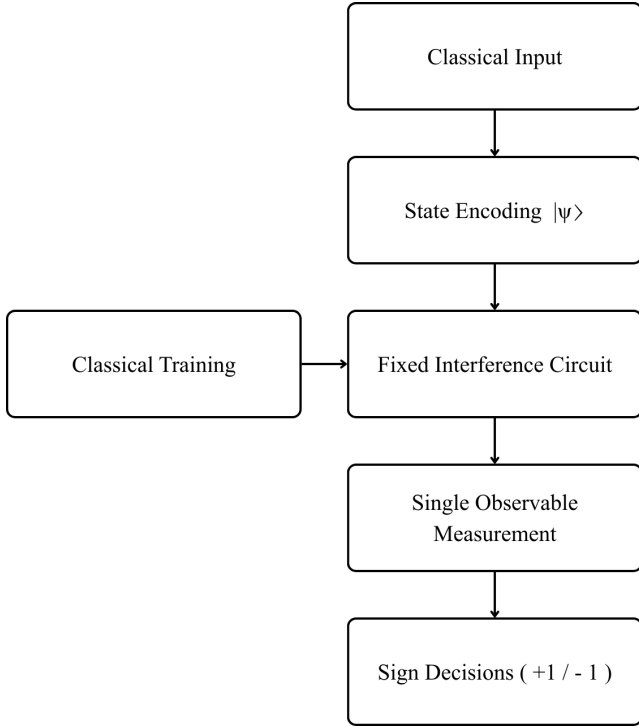 Classical Input
State Encoding |ψ⟩
Classical Training
Fixed Interference Circuit
Single Observable
Measurement
Sign Decisions ( +1 / - 1 )